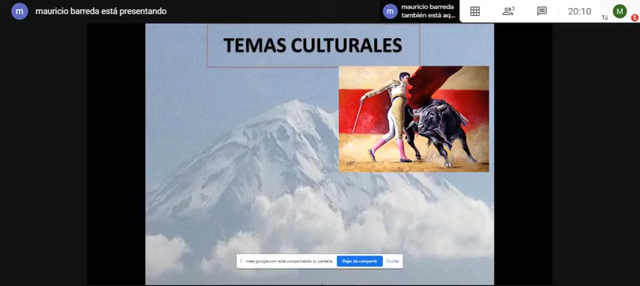 m mauricio barreda está presentando
m mauricio barreda
también está aq...
3
20:10
Tú
M
TEMAS CULTURALES
meet.google.com está compartiendo tu pantalla. Dejar de compartir Ocultar